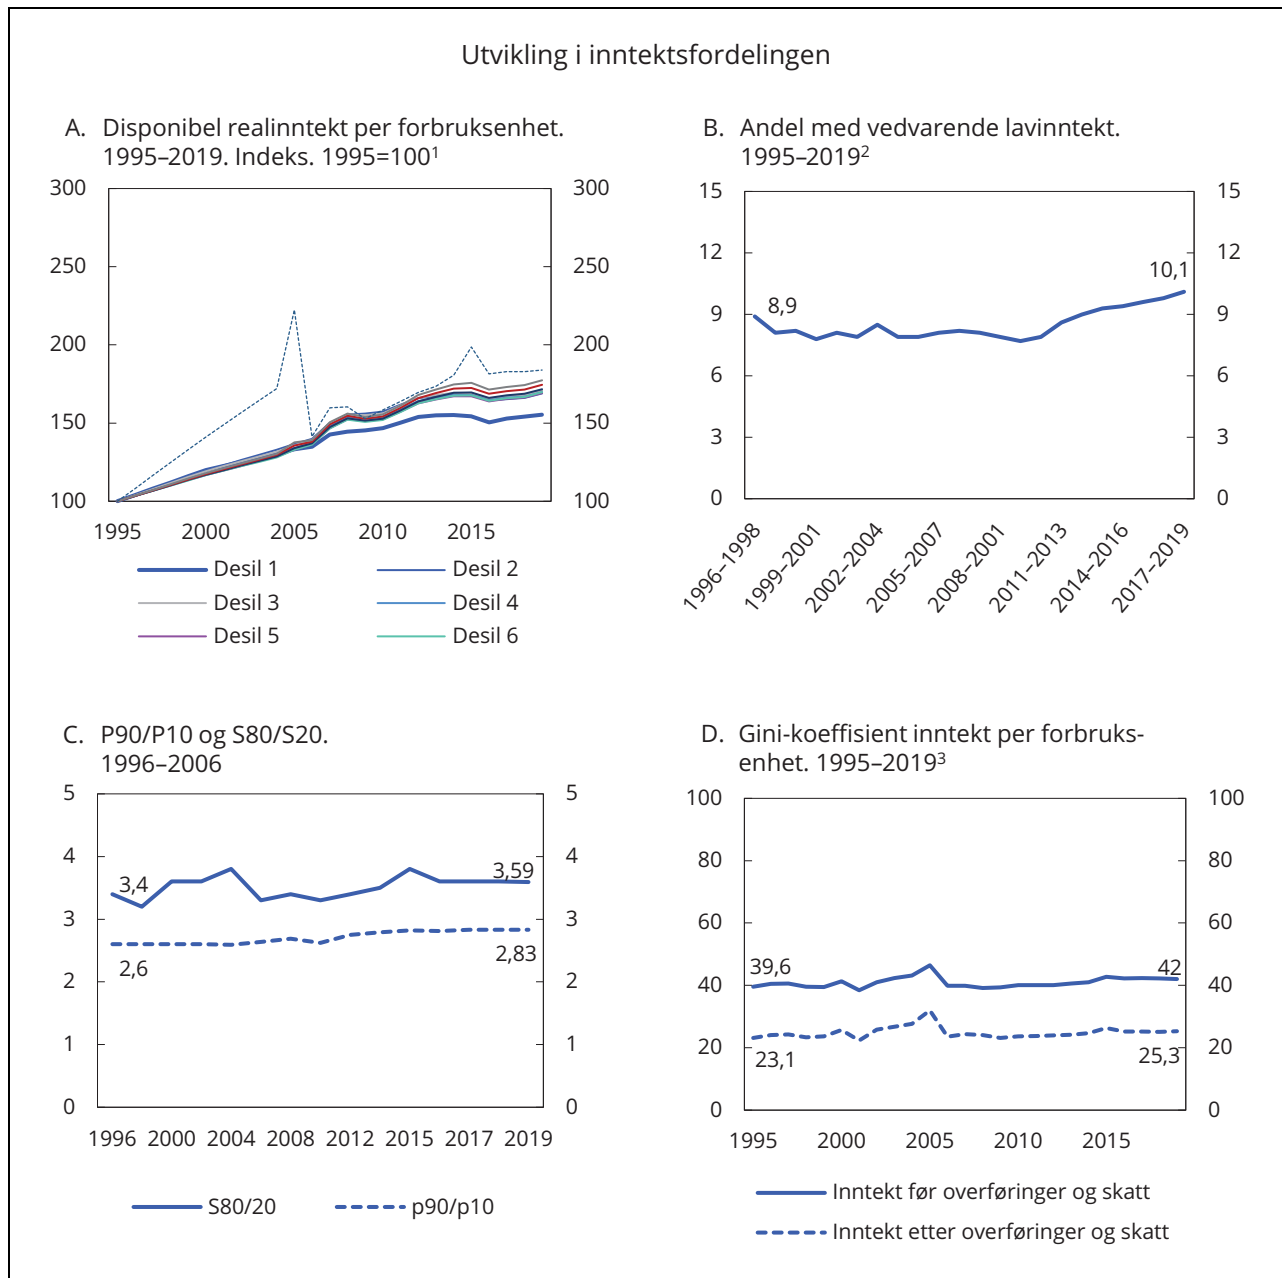 Utvikling i inntektsfordelingen
A. Disponibel realinntekt per forbruksenhet.
1995–2019. Indeks. 1995=100¹
300 300
250 250
200 200
150 150
100 100
1995 2000 2005 2010 2015
Desil 1 Desil 2
Desil 3 Desil 4
Desil 5 Desil 6
B. Andel med vedvarende lavinntekt.
1995–2019²
15 15
12 12
10,1
8,9
9 9
6 6
3 3
0 0
1996–1998 1999–2001 2002–2004 2005–2007 2008–2001 2011–2013 2014–2016 2017–2019
C. P90/P10 og S80/S20.
1996–2006
5 5
4 4
3,4 3,59
3 3
2,6 2,83
2 2
1 1
0 0
1996 2000 2004 2008 2012 2015 2017 2019
S80/20 p90/p10
D. Gini-koeffisient inntekt per forbruks-
enhet. 1995–2019³
100 100
80 80
60 60
39,6 42
40 40
23,1 25,3
20 20
0 0
1995 2000 2005 2010 2015
Inntekt før overføringer og skatt
Inntekt etter overføringer og skatt